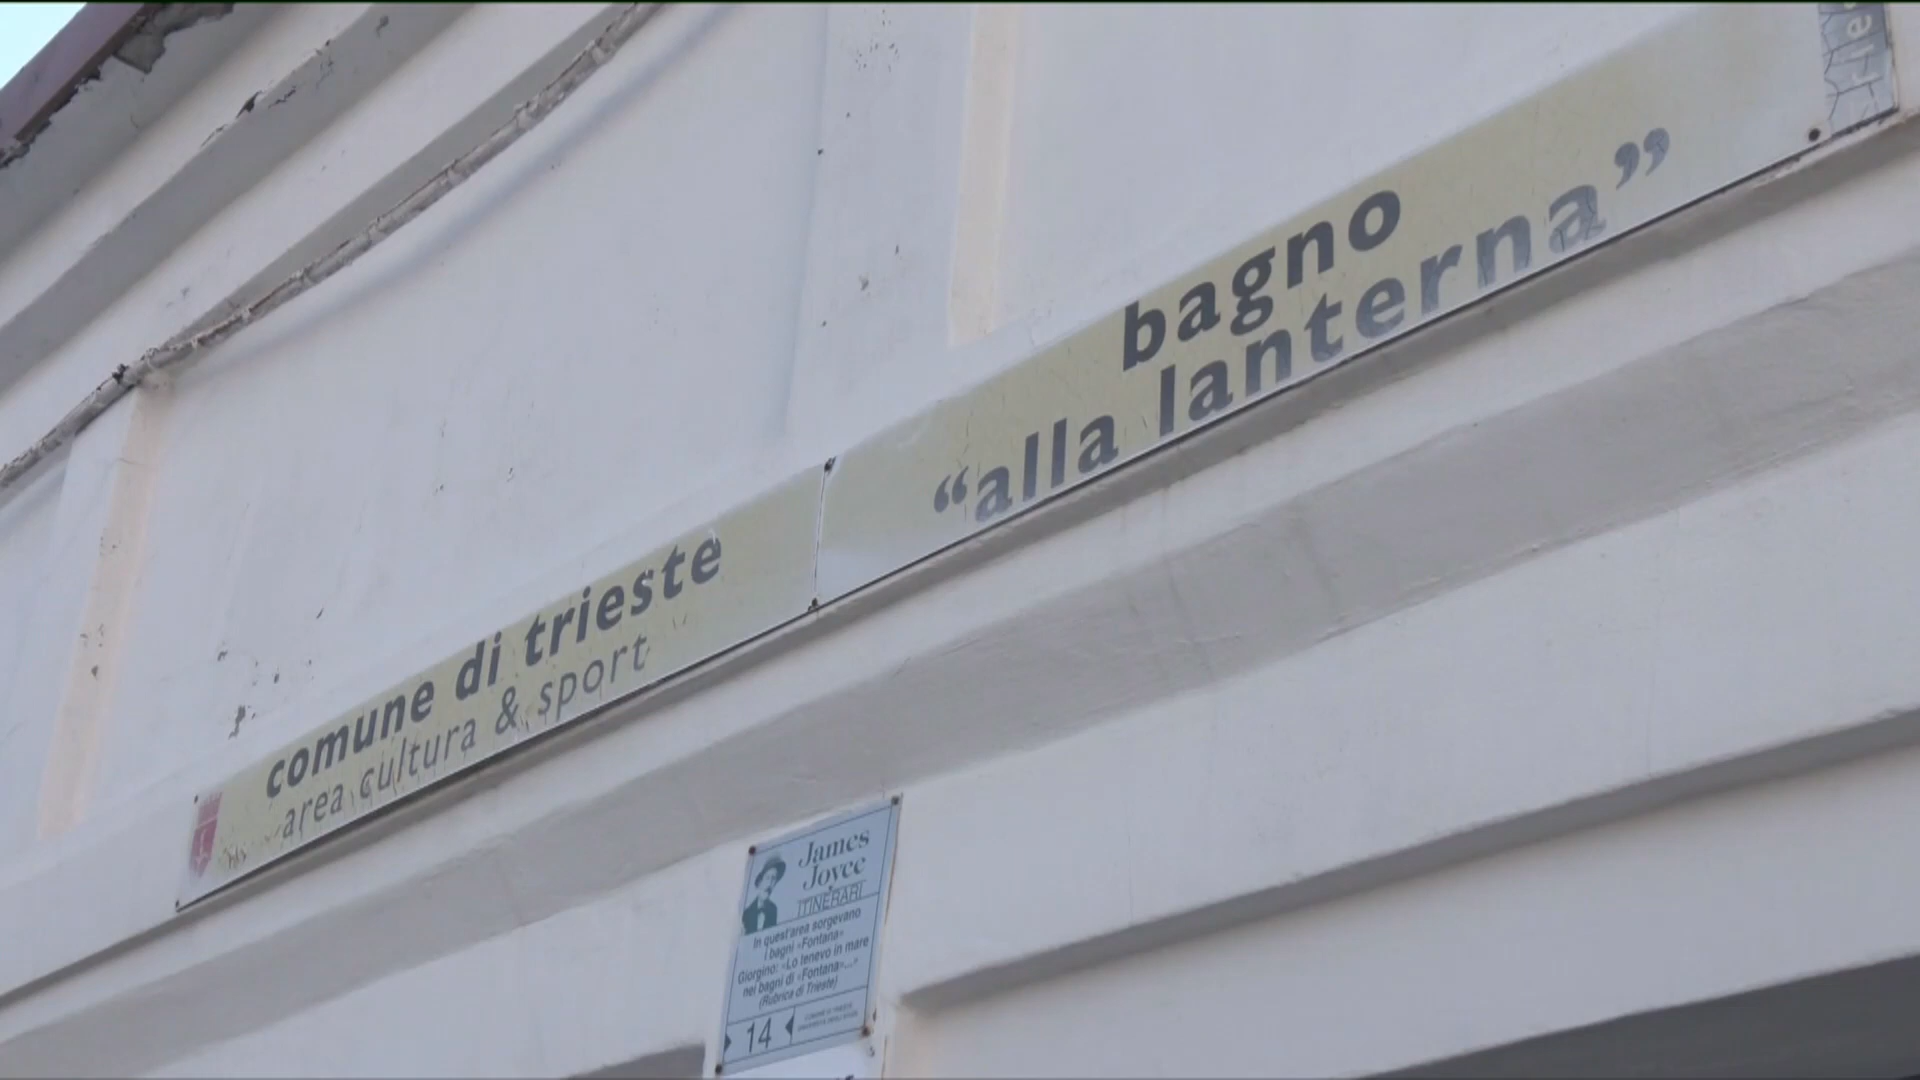 comune di trieste
area cultura & sport
bagno
“alla lanterna”
James
Joyce
ITINERARI
In quest'area sorgevano
i bagni «Fontana»
Giorgino: «Lo tenevo in mare
nei bagni di «Fontana»..."
(Rubrica di Trieste)
14